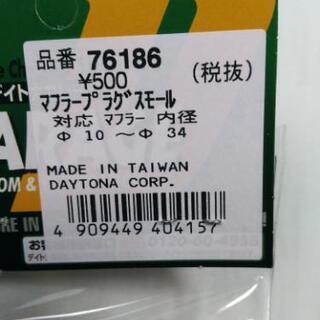 品番 76186
¥500 (税抜)
マフラープラグスモール
対応 マフラー 内径
Φ 10 ～Φ 34
MADE IN TAIWAN
DAYTONA CORP.
4 909449 404157